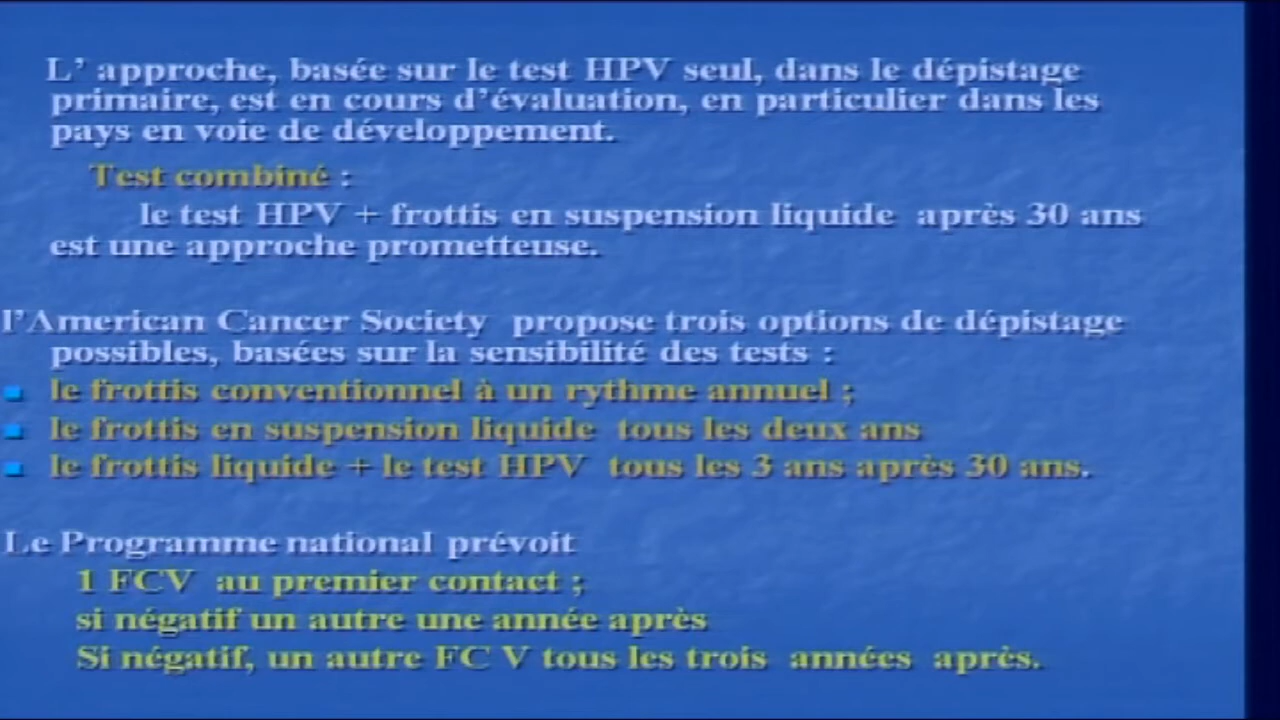 L’ approche, basée sur le test HPV seul, dans le dépistage
primaire, est en cours d’évaluation, en particulier dans les
pays en voie de développement.
Test combiné :
le test HPV + frottis en suspension liquide après 30 ans
est une approche prometteuse.
l’American Cancer Society propose trois options de dépistage
possibles, basées sur la sensibilité des tests :
le frottis conventionnel à un rythme annuel ;
le frottis en suspension liquide tous les deux ans
le frottis liquide + le test HPV tous les 3 ans après 30 ans.
Le Programme national prévoit
1 FCV au premier contact ;
si négatif un autre une année après
Si négatif, un autre FC V tous les trois années après.